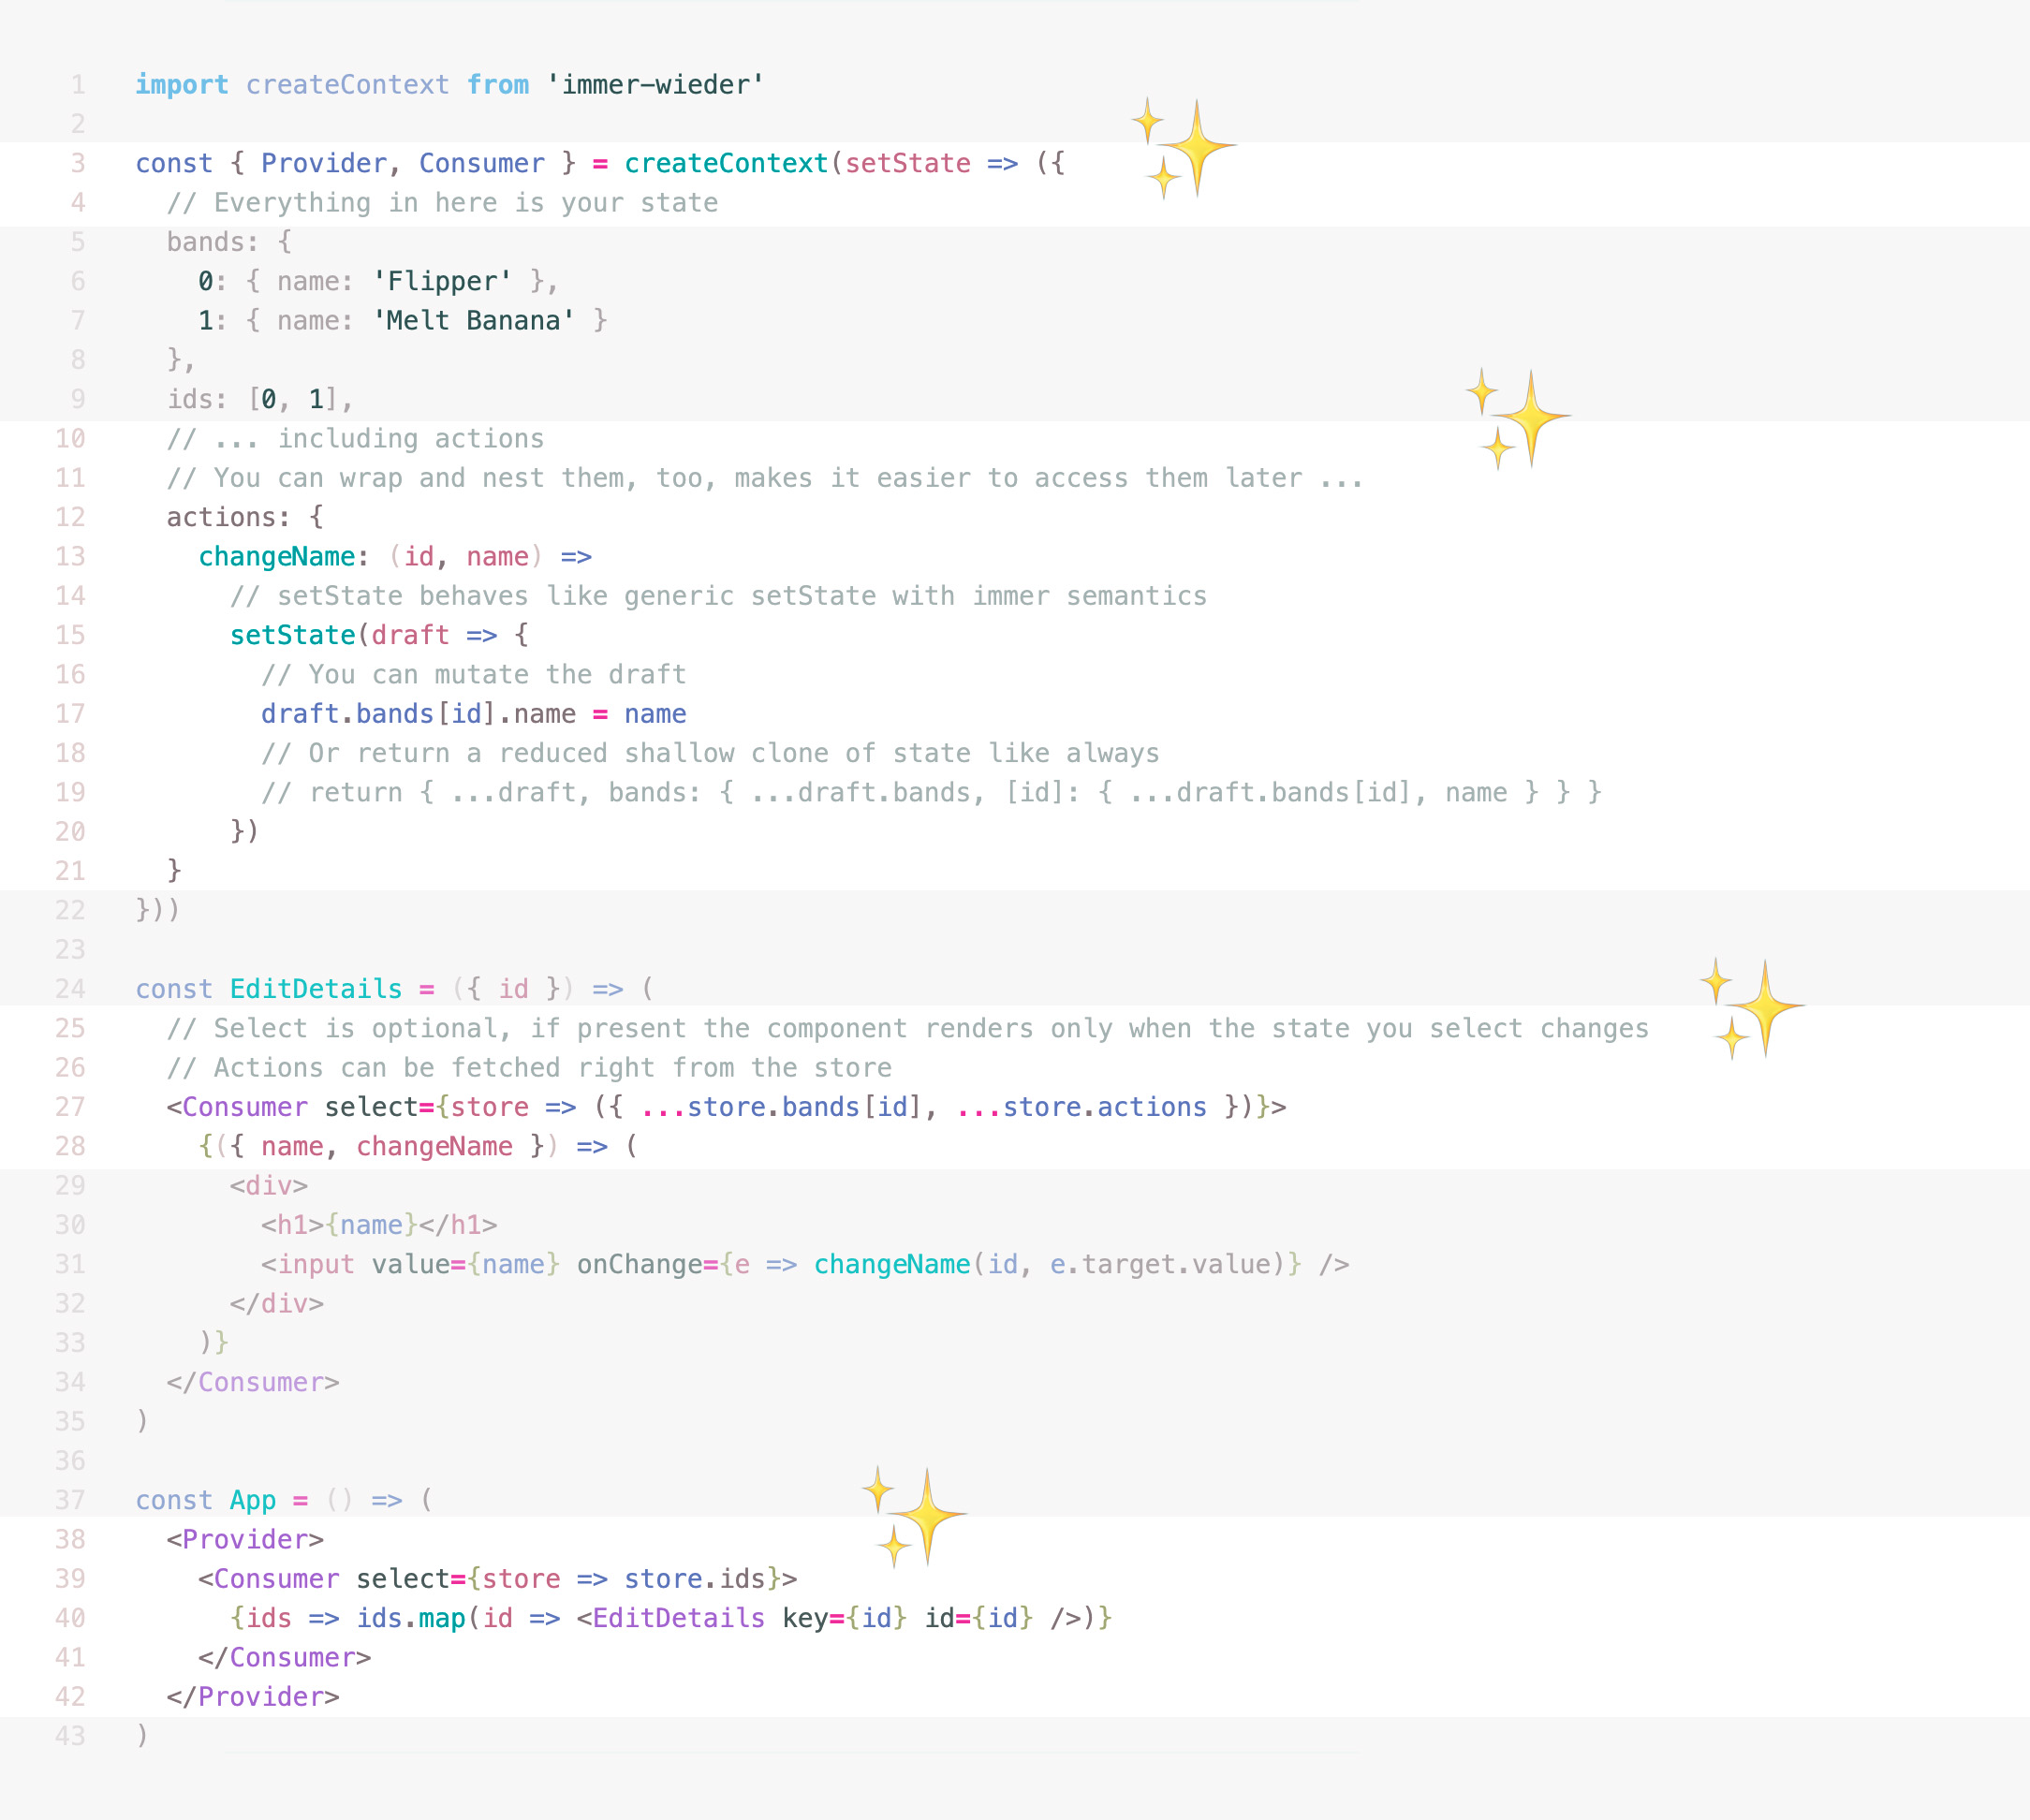 1 import createContext from 'immer-wieder'
2
3 const { Provider, Consumer } = createContext(setState => ({
4   // Everything in here is your state
5   bands: {
6     0: { name: 'Flipper' },
7     1: { name: 'Melt Banana' }
8   },
9   ids: [0, 1],
10   // ... including actions
11   // You can wrap and nest them, too, makes it easier to access them later ...
12   actions: {
13     changeName: (id, name) =>
14       // setState behaves like generic setState with immer semantics
15       setState(draft => {
16         // You can mutate the draft
17         draft.bands[id].name = name
18         // Or return a reduced shallow clone of state like always
19         // return { ...draft, bands: { ...draft.bands, [id]: { ...draft.bands[id], name } } }
20       })
21   }
22 }))
23
24 const EditDetails = ({ id }) => (
25   // Select is optional, if present the component renders only when the state you select changes
26   // Actions can be fetched right from the store
27   <Consumer select={store => ({ ...store.bands[id], ...store.actions })}>
28     {({ name, changeName }) => (
29       <div>
30         <h1>{name}</h1>
31         <input value={name} onChange={e => changeName(id, e.target.value)} />
32       </div>
33     )}
34   </Consumer>
35 )
36
37 const App = () => (
38   <Provider>
39     <Consumer select={store => store.ids}>
40       {ids => ids.map(id => <EditDetails key={id} id={id} />)}
41     </Consumer>
42   </Provider>
43 )